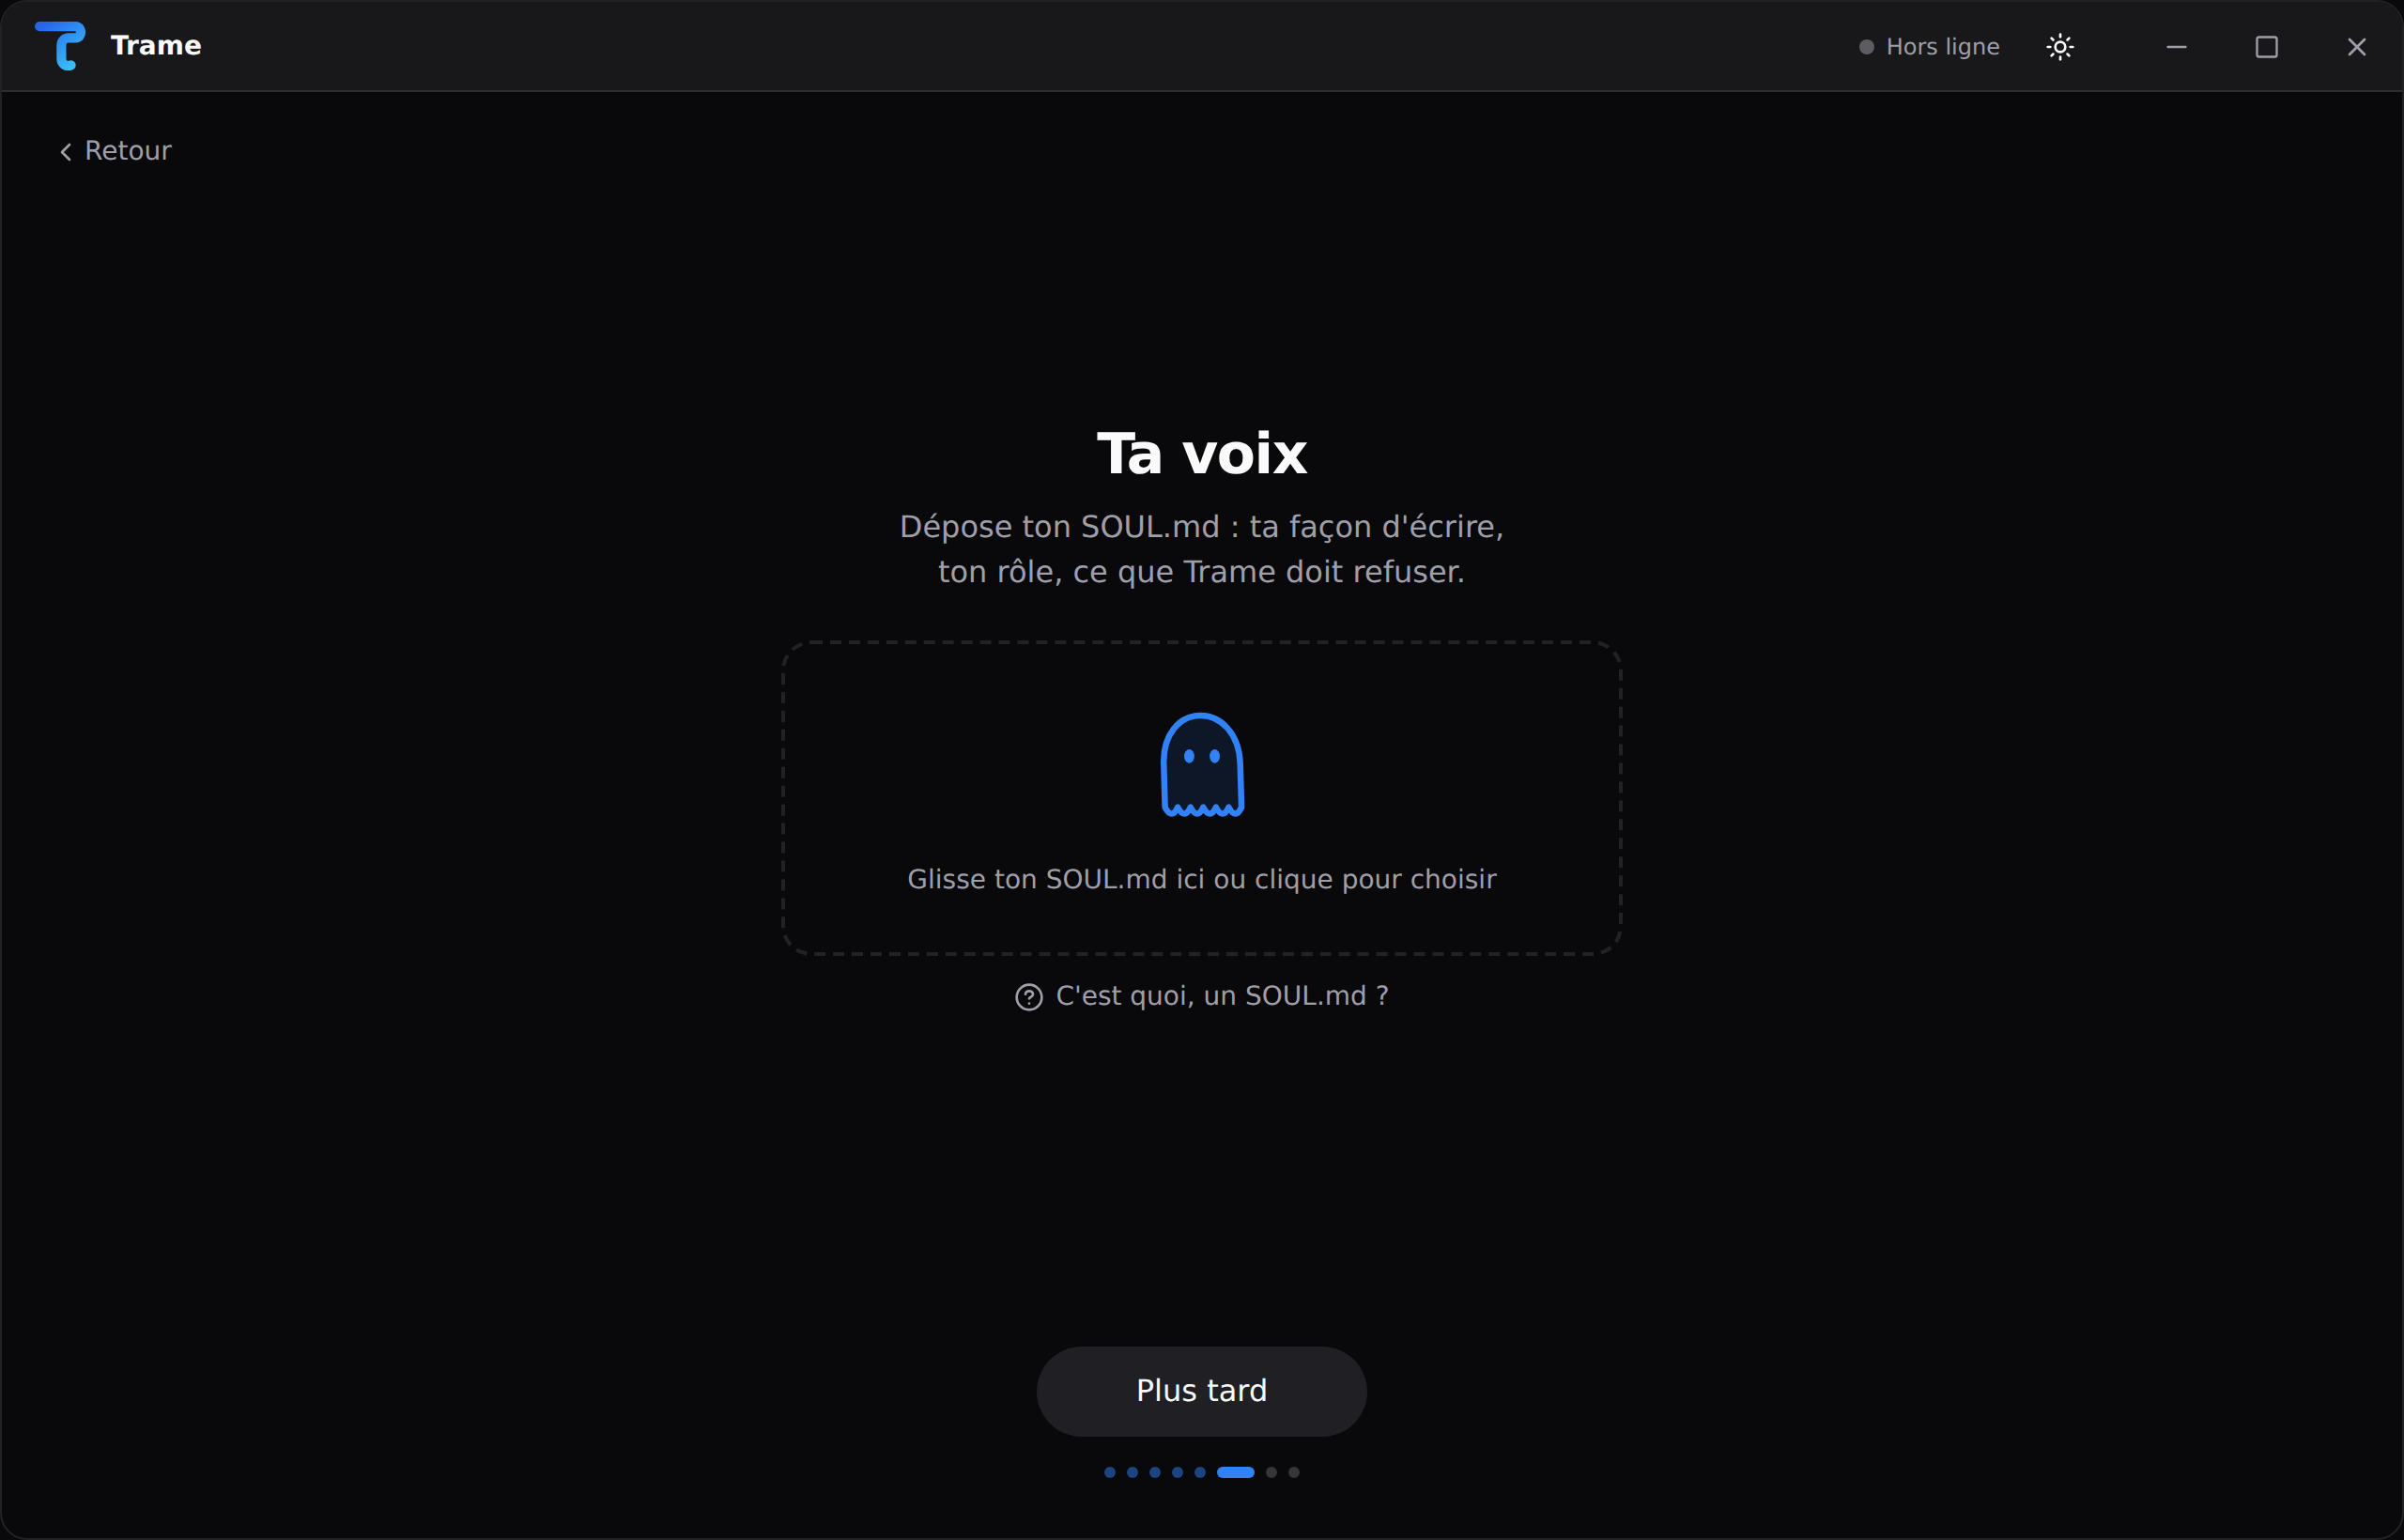 Trame
Hors ligne
Retour
Ta voix
Dépose ton SOUL.md : ta façon d'écrire,
ton rôle, ce que Trame doit refuser.
Glisse ton SOUL.md ici ou clique pour choisir
C'est quoi, un SOUL.md ?
Plus tard